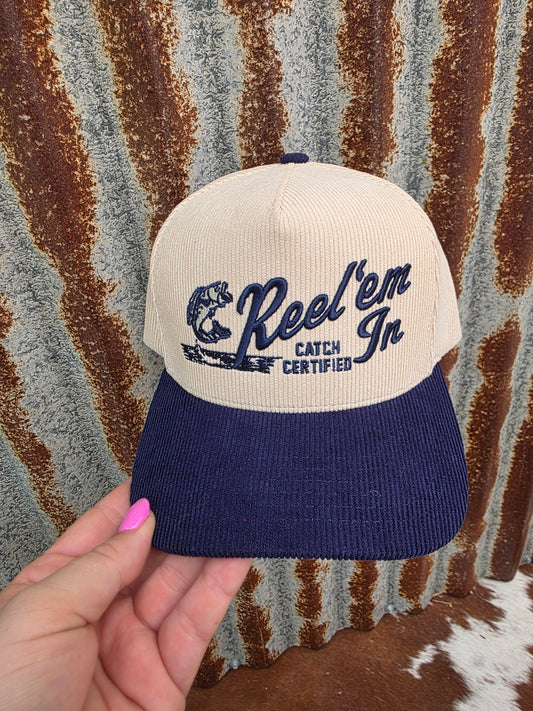 Reel 'em
In
CATCH
CERTIFIED